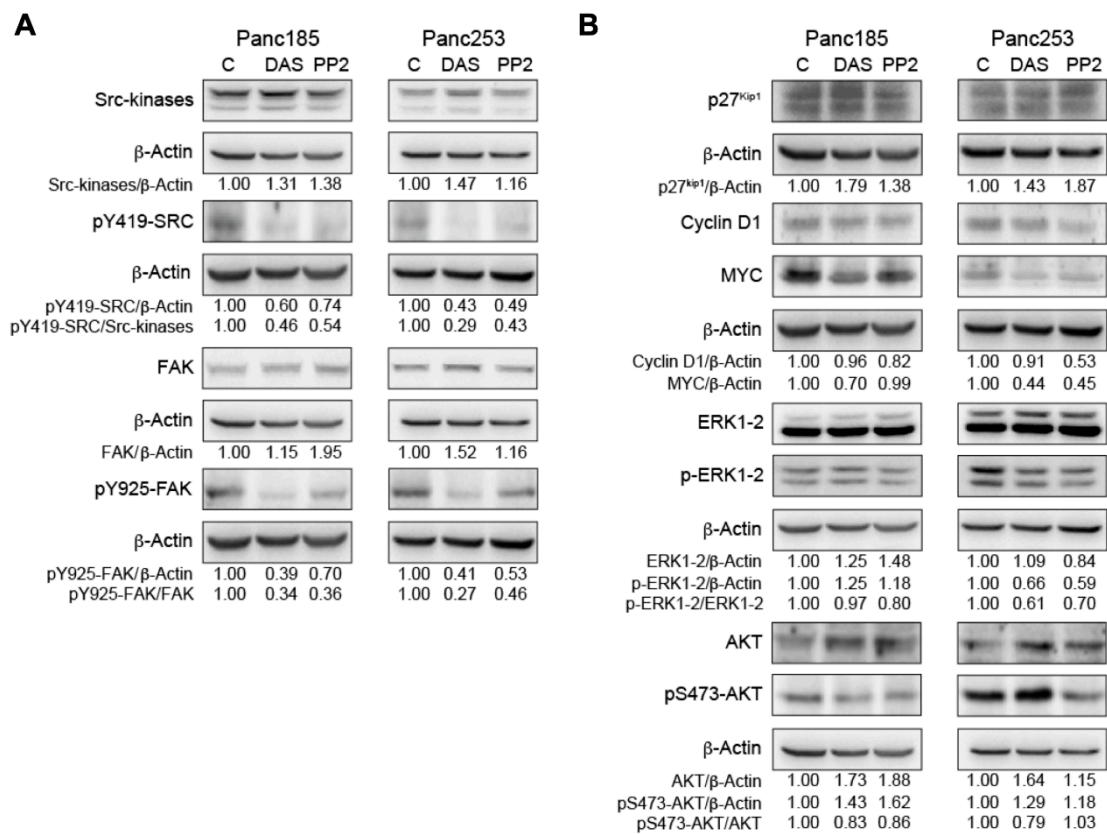 A
Panc185 Panc253
C DAS PP2 C DAS PP2
Src-kinases
β-Actin
Src-kinases/β-Actin 1.00 1.31 1.38 1.00 1.47 1.16
pY419-SRC
β-Actin
pY419-SRC/β-Actin 1.00 0.60 0.74 1.00 0.43 0.49
pY419-SRC/Src-kinases 1.00 0.46 0.54 1.00 0.29 0.43
FAK
β-Actin
FAK/β-Actin 1.00 1.15 1.95 1.00 1.52 1.16
pY925-FAK
β-Actin
pY925-FAK/β-Actin 1.00 0.39 0.70 1.00 0.41 0.53
pY925-FAK/FAK 1.00 0.34 0.36 1.00 0.27 0.46
B
Panc185 Panc253
C DAS PP2 C DAS PP2
p27Kip1
β-Actin
p27kip1/β-Actin 1.00 1.79 1.38 1.00 1.43 1.87
Cyclin D1
MYC
β-Actin
Cyclin D1/β-Actin 1.00 0.96 0.82 1.00 0.91 0.53
MYC/β-Actin 1.00 0.70 0.99 1.00 0.44 0.45
ERK1-2
p-ERK1-2
β-Actin
ERK1-2/β-Actin 1.00 1.25 1.48 1.00 1.09 0.84
p-ERK1-2/β-Actin 1.00 1.25 1.18 1.00 0.66 0.59
p-ERK1-2/ERK1-2 1.00 0.97 0.80 1.00 0.61 0.70
AKT
pS473-AKT
β-Actin
AKT/β-Actin 1.00 1.73 1.88 1.00 1.64 1.15
pS473-AKT/β-Actin 1.00 1.43 1.62 1.00 1.29 1.18
pS473-AKT/AKT 1.00 0.83 0.86 1.00 0.79 1.03